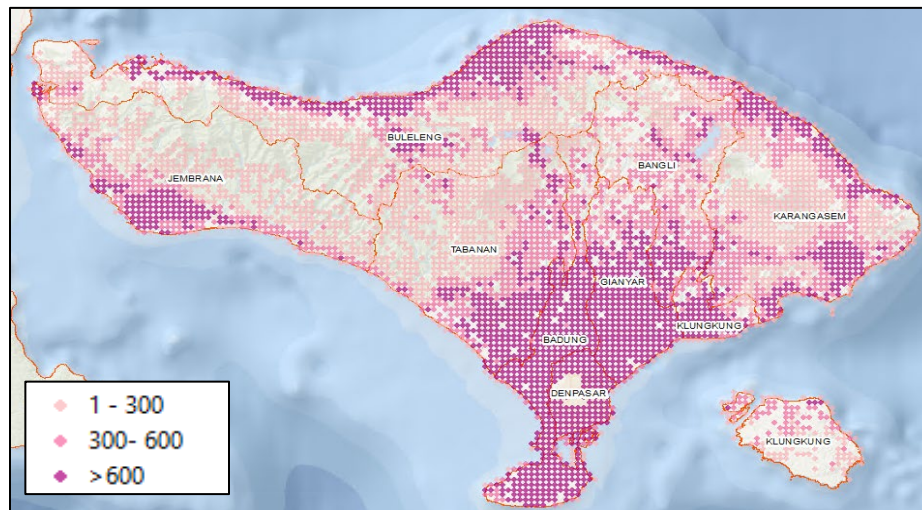 BULELENG
BANGLI
JEMBRANA
KARANGASEM
TABANAN
GIANYAR
KLUNGKUNG
BADUNG
DENPASAR
KLUNGKUNG
1 - 300
300- 600
>600